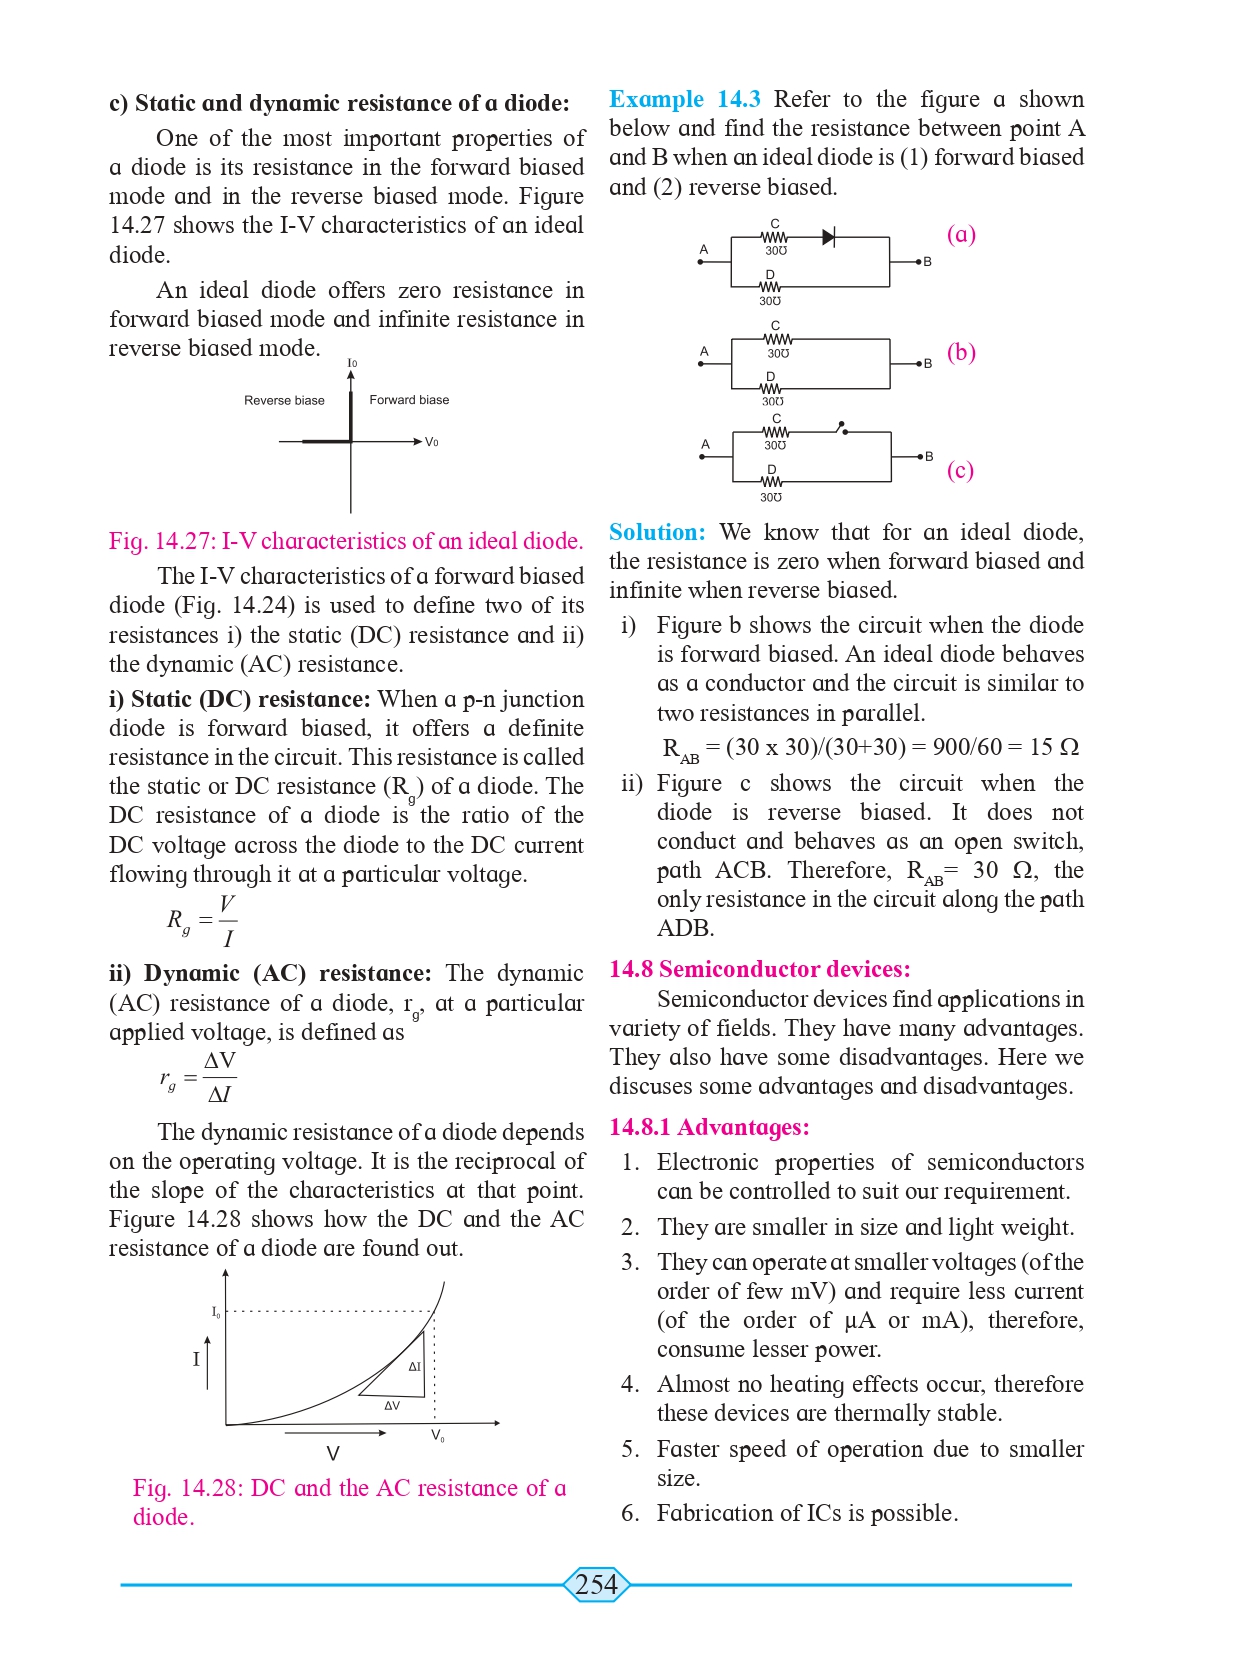 c) Static and dynamic resistance of a diode:
One of the most important properties of
a diode is its resistance in the forward biased
mode and in the reverse biased mode. Figure
14.27 shows the I-V characteristics of an ideal
diode.
An ideal diode offers zero resistance in
forward biased mode and infinite resistance in
reverse biased mode.
I0
Reverse biase
Forward biase
V0
Fig. 14.27: I-V characteristics of an ideal diode.
The I-V characteristics of a forward biased
diode (Fig. 14.24) is used to define two of its
resistances i) the static (DC) resistance and ii)
the dynamic (AC) resistance.
i) Static (DC) resistance: When a p-n junction
diode is forward biased, it offers a definite
resistance in the circuit. This resistance is called
the static or DC resistance (Rg) of a diode. The
DC resistance of a diode is the ratio of the
DC voltage across the diode to the DC current
flowing through it at a particular voltage.
Rg = V/I
ii) Dynamic (AC) resistance: The dynamic
(AC) resistance of a diode, rg, at a particular
applied voltage, is defined as
rg = ΔV/ΔI
The dynamic resistance of a diode depends
on the operating voltage. It is the reciprocal of
the slope of the characteristics at that point.
Figure 14.28 shows how the DC and the AC
resistance of a diode are found out.
I0
I
ΔI
ΔV
V0
V
Fig. 14.28: DC and the AC resistance of a
diode.
Example 14.3 Refer to the figure a shown
below and find the resistance between point A
and B when an ideal diode is (1) forward biased
and (2) reverse biased.
C
A
30℧
B
(a)
D
30℧
C
A
30℧
B
(b)
D
30℧
C
A
30℧
B
(c)
D
30℧
Solution: We know that for an ideal diode,
the resistance is zero when forward biased and
infinite when reverse biased.
i) Figure b shows the circuit when the diode
is forward biased. An ideal diode behaves
as a conductor and the circuit is similar to
two resistances in parallel.
RAB = (30 x 30)/(30+30) = 900/60 = 15 Ω
ii) Figure c shows the circuit when the
diode is reverse biased. It does not
conduct and behaves as an open switch,
path ACB. Therefore, RAB= 30 Ω, the
only resistance in the circuit along the path
ADB.
14.8 Semiconductor devices:
Semiconductor devices find applications in
variety of fields. They have many advantages.
They also have some disadvantages. Here we
discuses some advantages and disadvantages.
14.8.1 Advantages:
1. Electronic properties of semiconductors
can be controlled to suit our requirement.
2. They are smaller in size and light weight.
3. They can operate at smaller voltages (of the
order of few mV) and require less current
(of the order of μA or mA), therefore,
consume lesser power.
4. Almost no heating effects occur, therefore
these devices are thermally stable.
5. Faster speed of operation due to smaller
size.
6. Fabrication of ICs is possible.
254